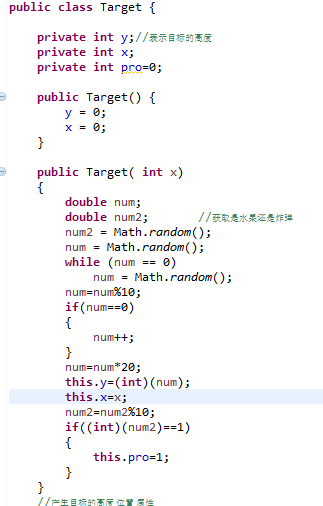 public class Target {
private int y;//表示目标的高度
private int x;
private int pro=0;
public Target() {
y = 0;
x = 0;
}
public Target( int x)
{
double num;
double num2; //获取是水果还是炸弹
num2 = Math.random();
num = Math.random();
while (num == 0)
num = Math.random();
num=num%10;
if(num==0)
{
num++;
}
num=num*20;
this.y=(int)(num);
this.x=x;
num2=num2%10;
if((int)(num2)==1)
{
this.pro=1;
}
}
//产生目标的高度 位置 属性